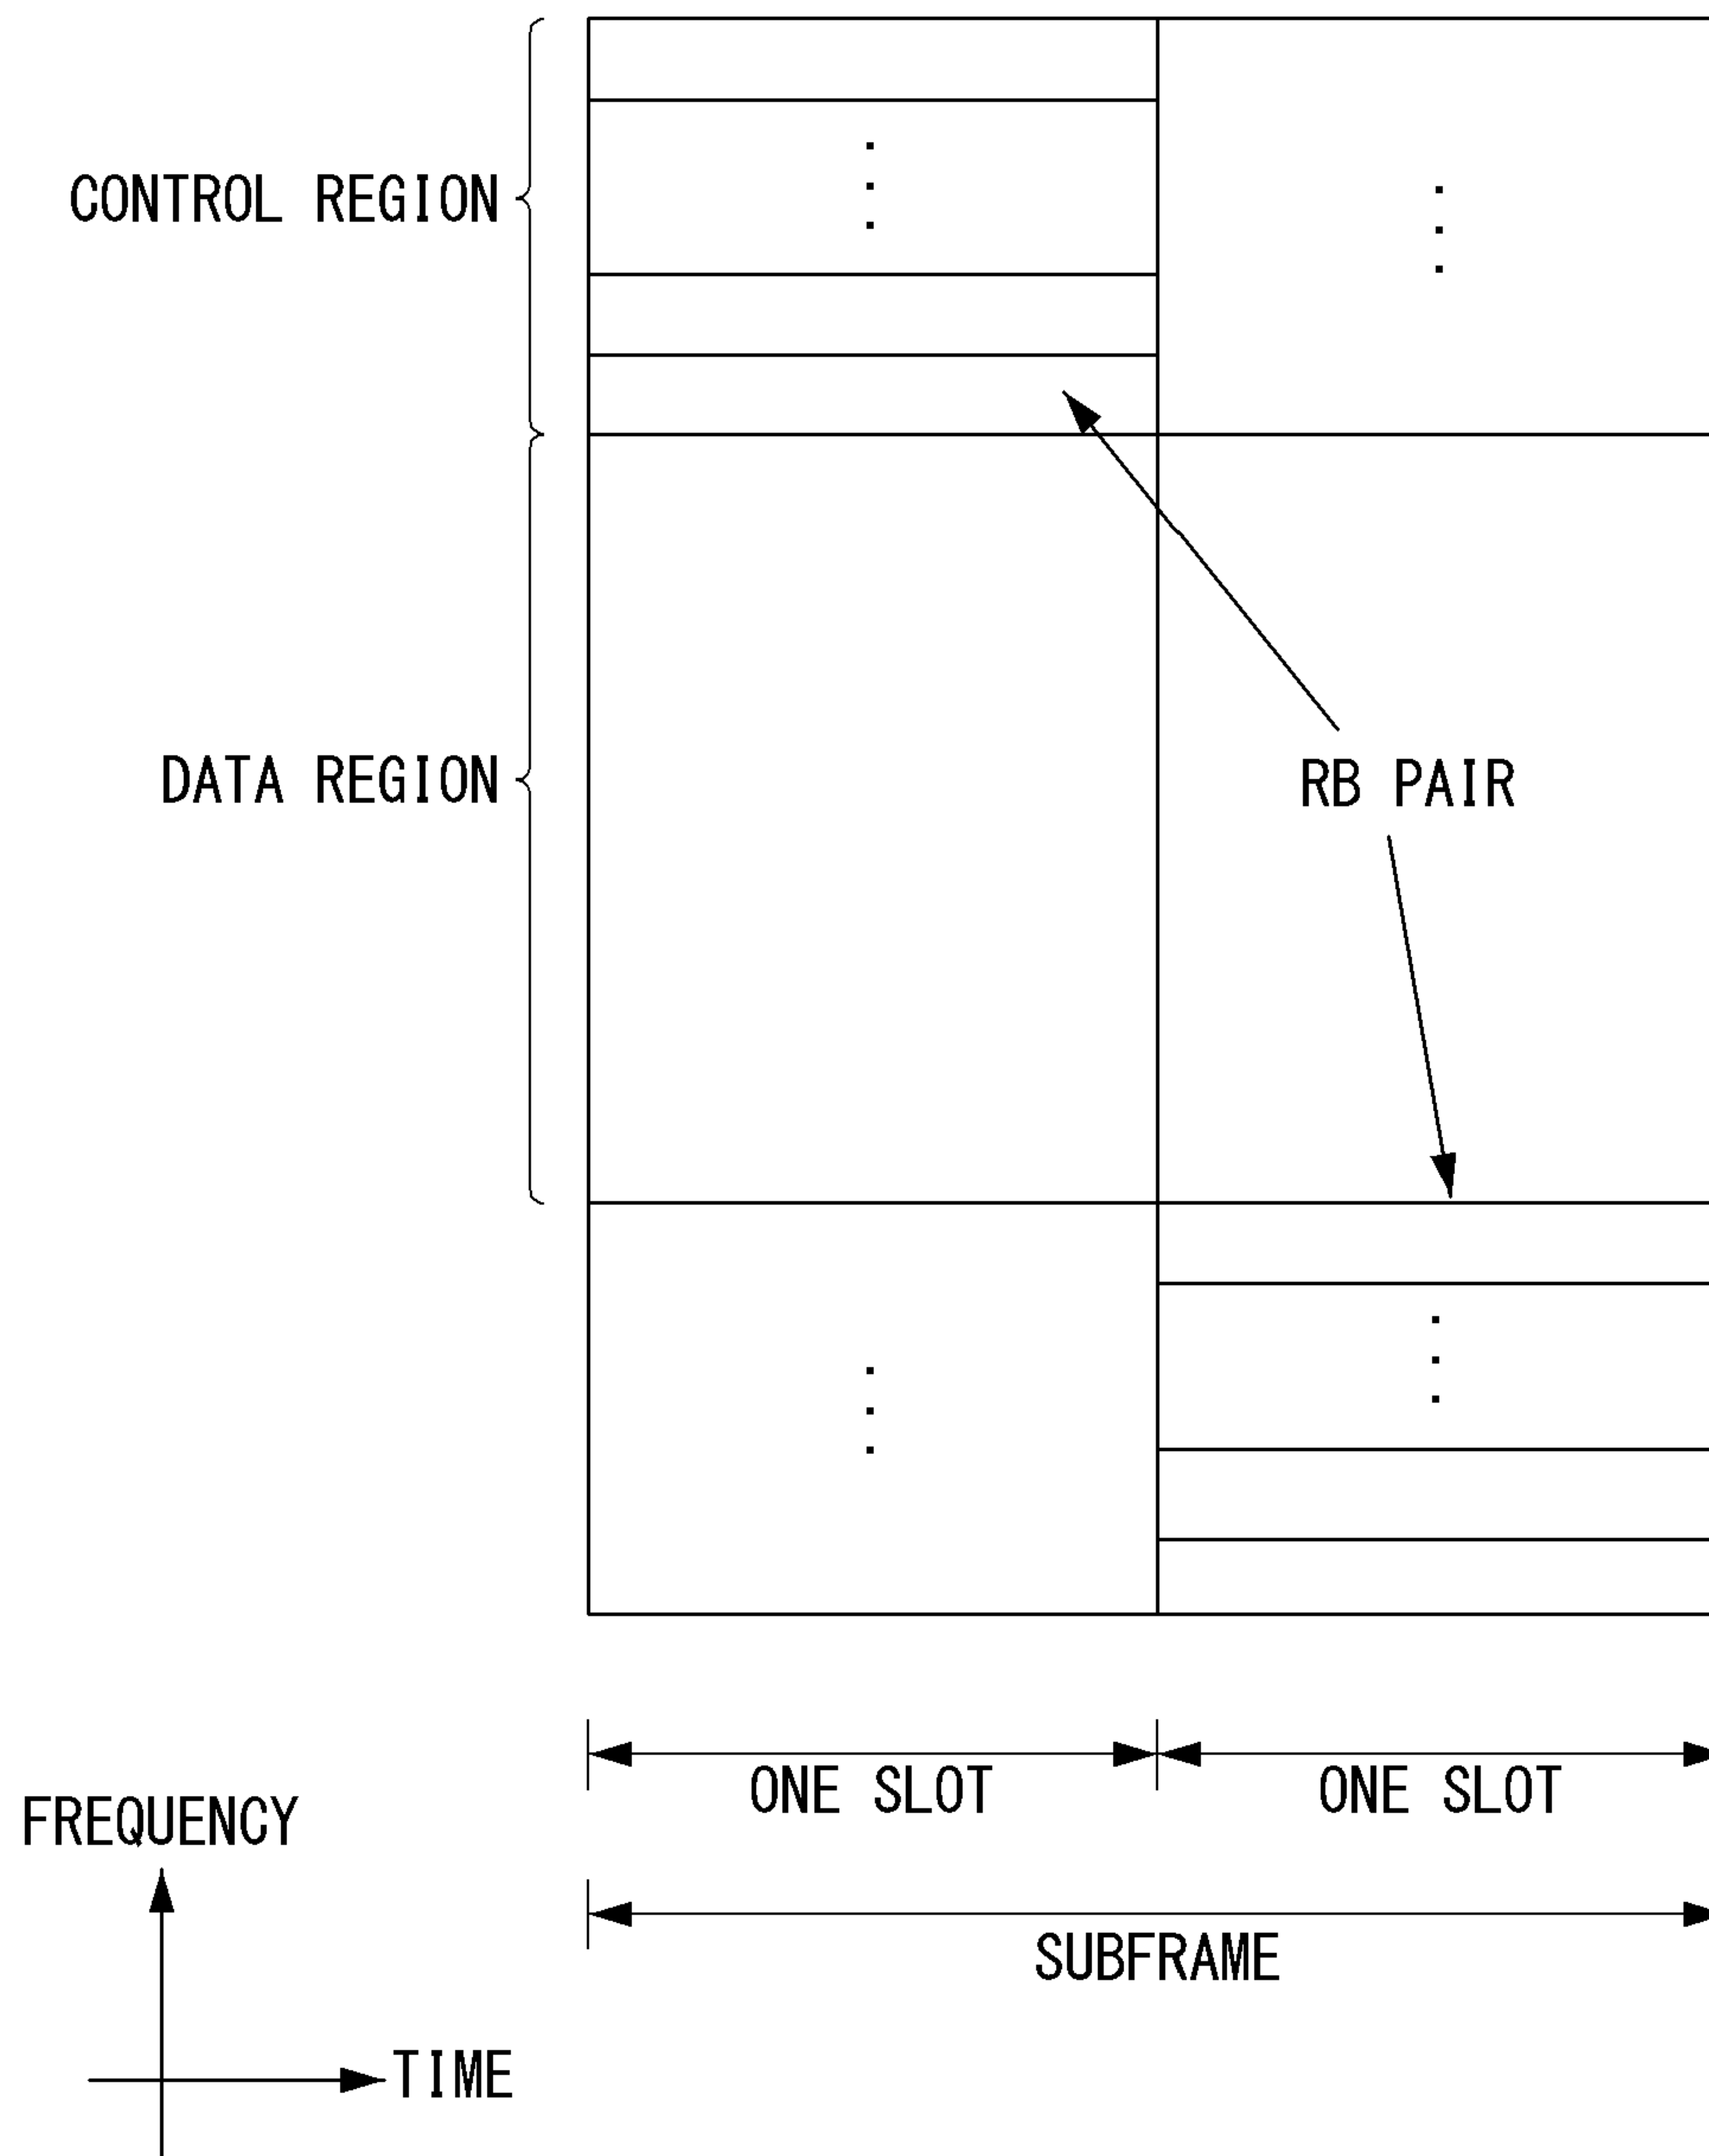 CONTROL REGION
DATA REGION
RB PAIR
ONE SLOT
ONE SLOT
FREQUENCY
SUBFRAME
TIME